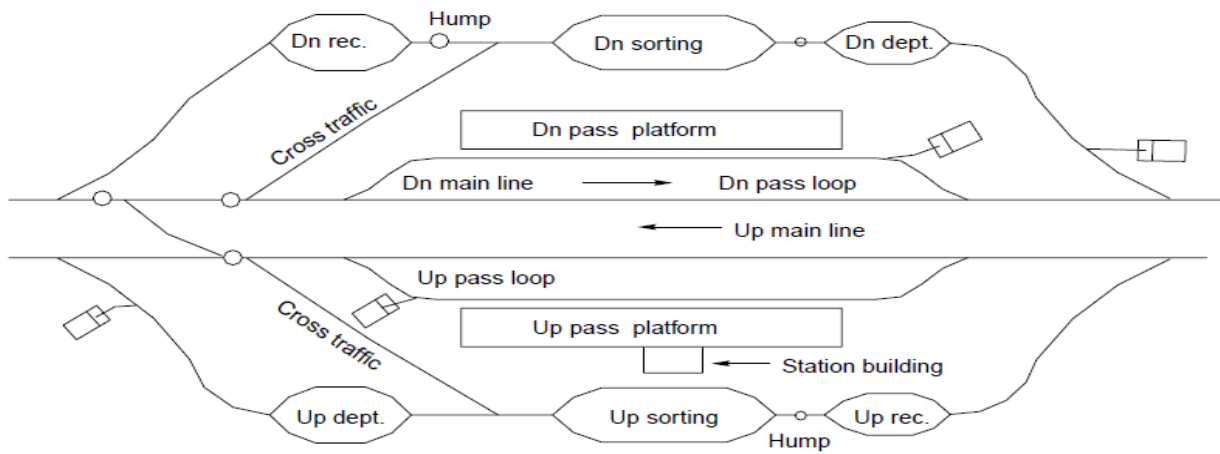 Hump
Dn rec.
Dn sorting
Dn dept.
Cross traffic
Dn pass platform
Dn main line
Dn pass loop
Up main line
Up pass loop
Cross traffic
Up pass platform
Station building
Up dept.
Up sorting
Up rec.
Hump